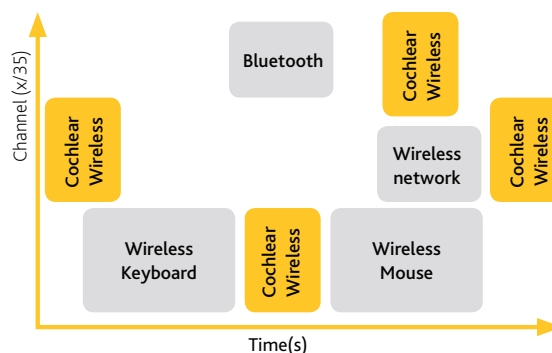 Channel (x/35)
Bluetooth
Cochlear
Wireless
Cochlear
Wireless
Wireless
network
Cochlear
Wireless
Wireless
Keyboard
Cochlear
Wireless
Wireless
Mouse
Time(s)